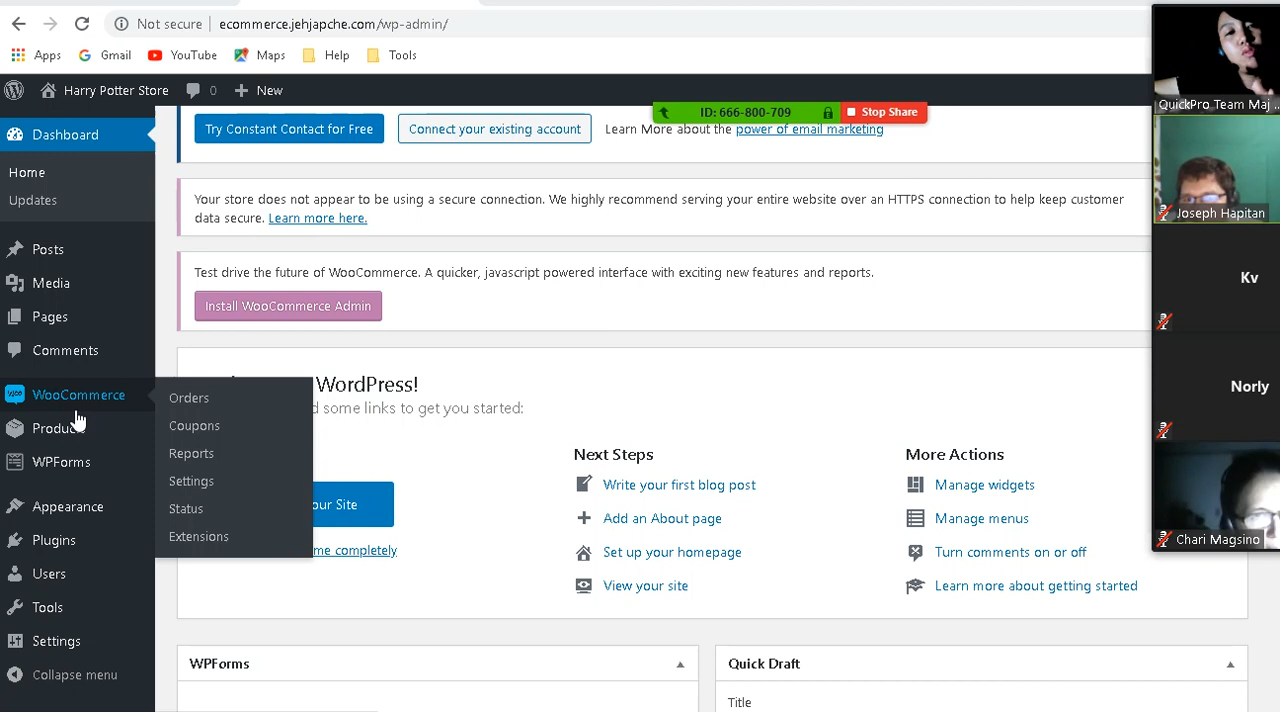 Not secure | ecommerce.jehjapche.com/wp-admin/
Apps Gmail YouTube Maps Help Tools
Harry Potter Store 0 New
ID: 666-800-709 Stop Share
QuickPro Team Maj ...
Joseph Hapitan
Kv
Norly
Chari Magsino
Dashboard
Home
Updates
Posts
Media
Pages
Comments
WooCommerce
Products
WPForms
Appearance
Plugins
Users
Tools
Settings
Collapse menu
Orders
Coupons
Reports
Settings
Status
Extensions
Try Constant Contact for Free Connect your existing account Learn More about the power of email marketing
Your store does not appear to be using a secure connection. We highly recommend serving your entire website over an HTTPS connection to help keep customer
data secure. Learn more here.
Test drive the future of WooCommerce. A quicker, javascript powered interface with exciting new features and reports.
Install WooCommerce Admin
WordPress!
some links to get you started:
our Site
me completely
Next Steps
Write your first blog post
Add an About page
Set up your homepage
View your site
More Actions
Manage widgets
Manage menus
Turn comments on or off
Learn more about getting started
WPForms
Quick Draft
Title